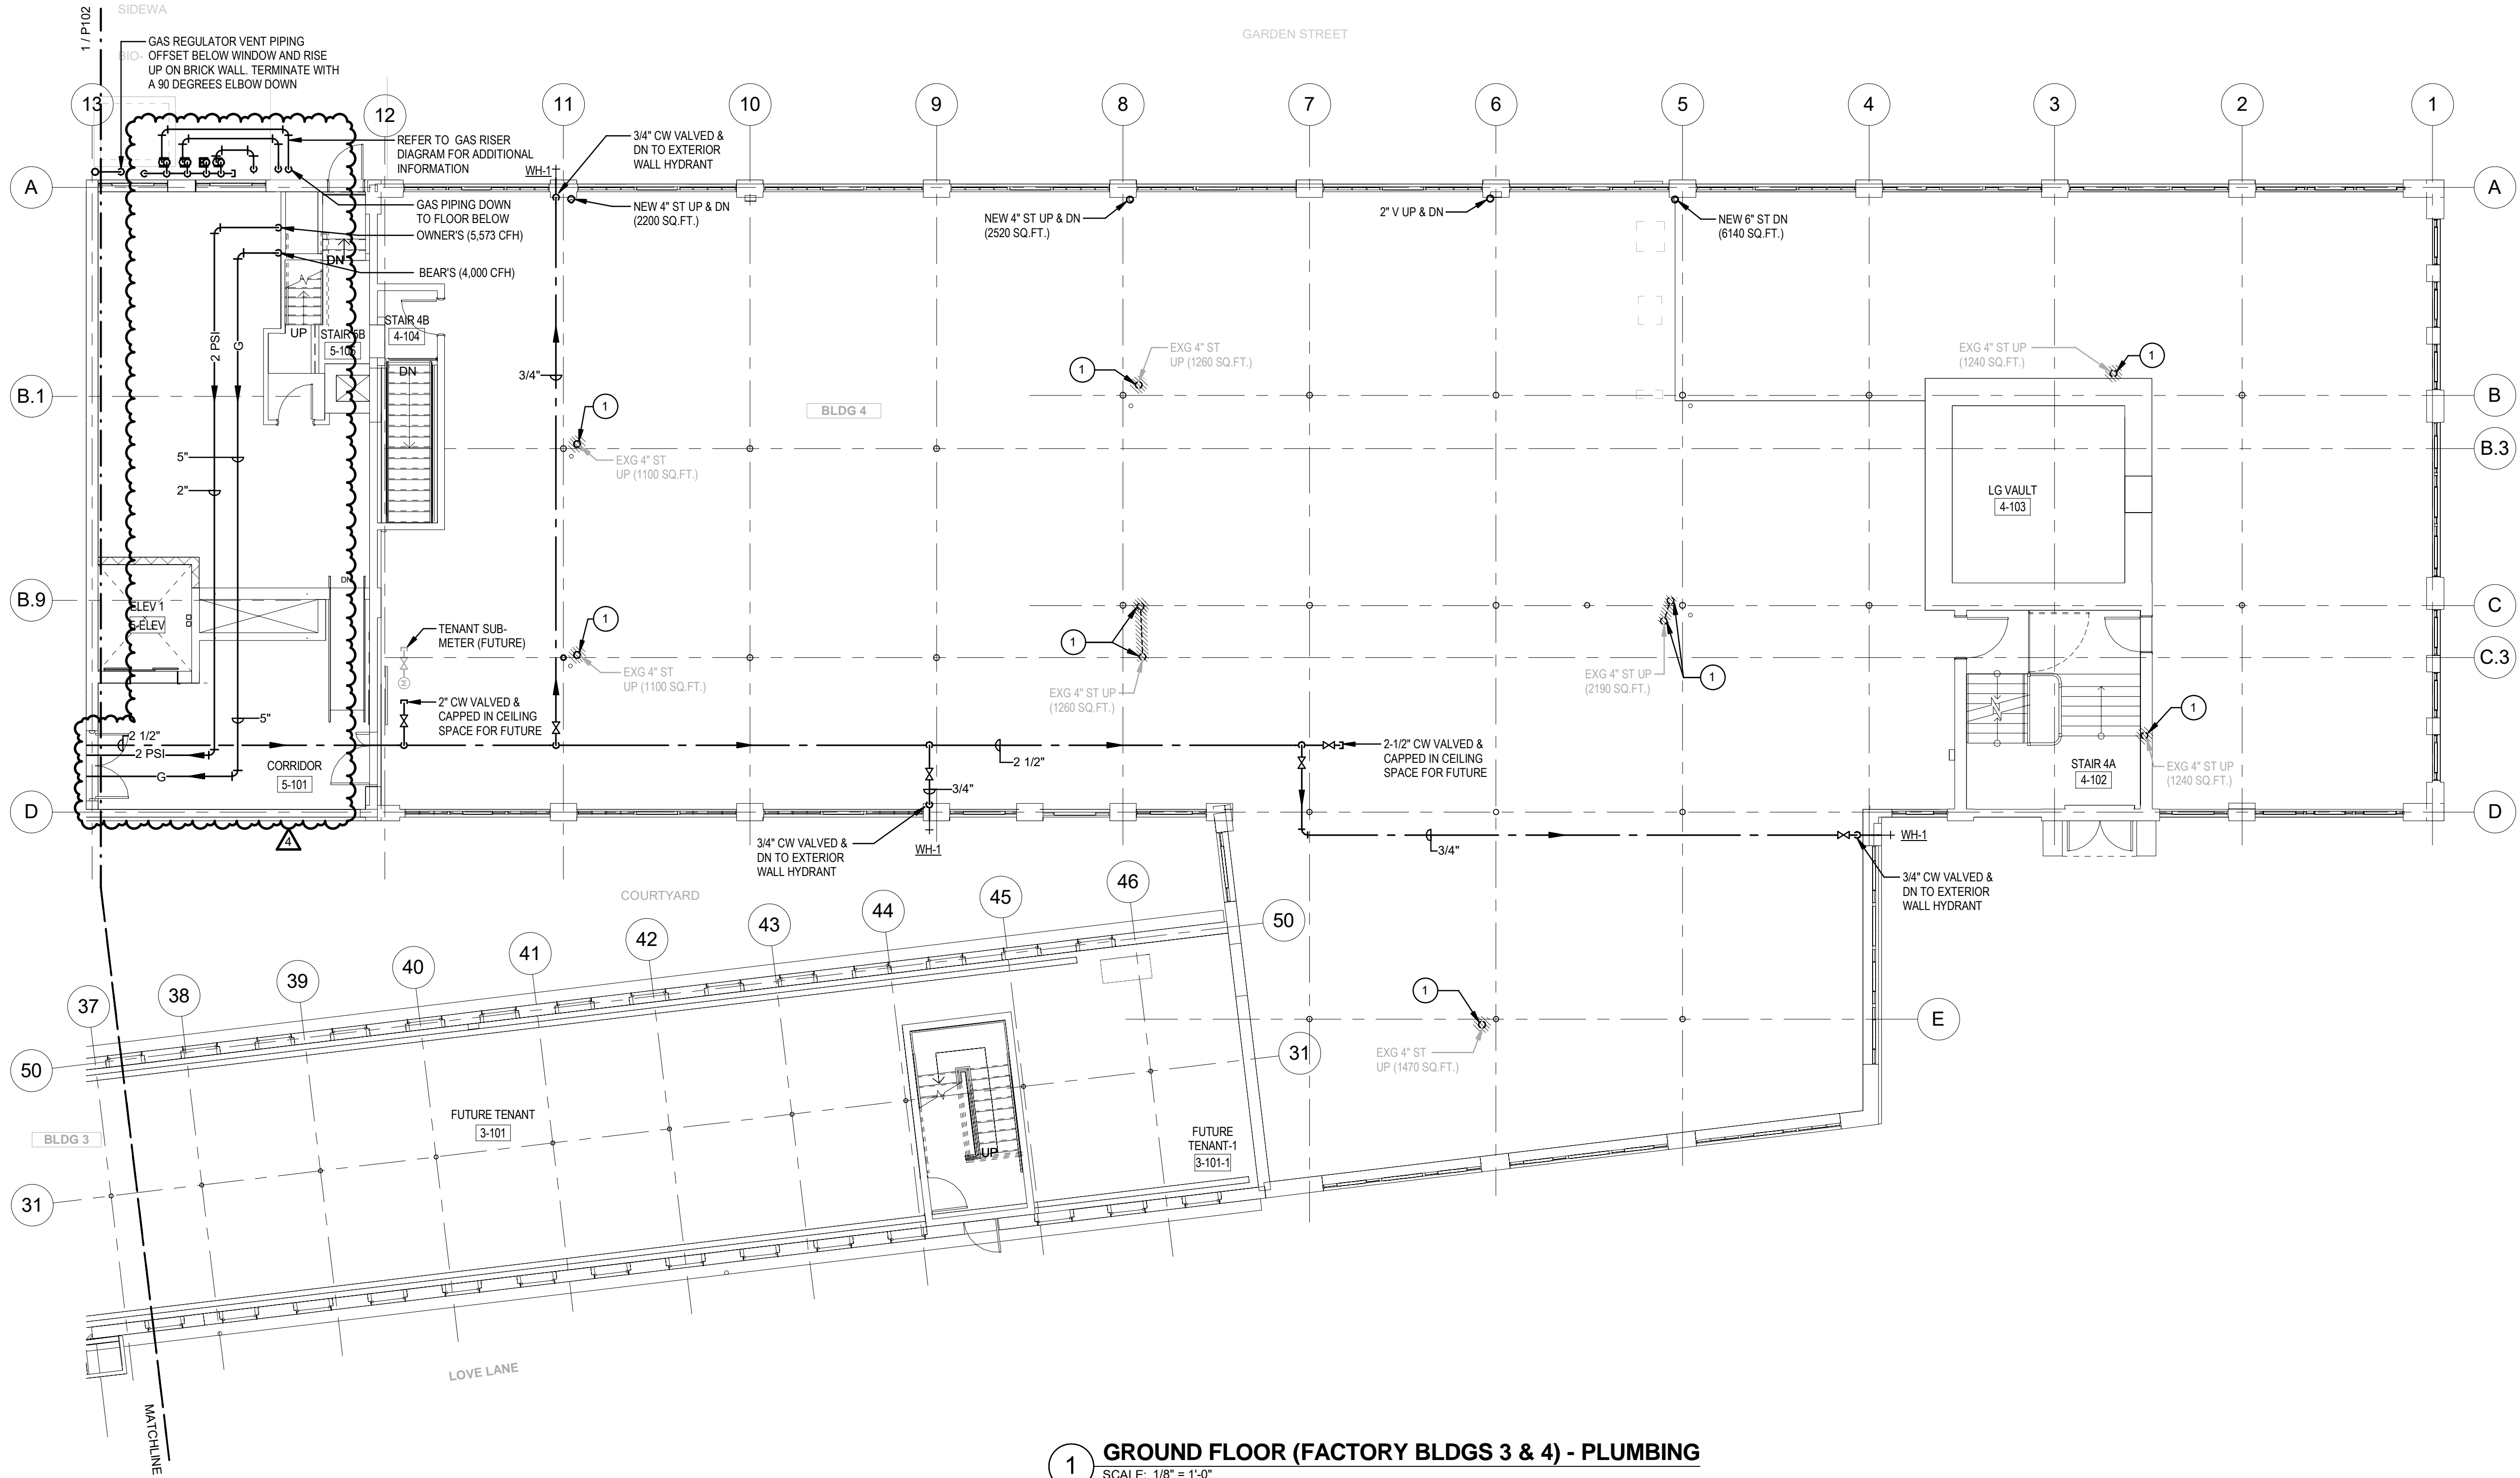 SIDEWA
GARDEN STREET
1 / P102
BIO-
GAS REGULATOR VENT PIPING
OFFSET BELOW WINDOW AND RISE
UP ON BRICK WALL. TERMINATE WITH
A 90 DEGREES ELBOW DOWN
13
12
11
10
9
8
7
6
5
4
3
2
1
REFER TO GAS RISER
DIAGRAM FOR ADDITIONAL
INFORMATION
3/4" CW VALVED &
DN TO EXTERIOR
WALL HYDRANT
WH-1
A
A
GAS PIPING DOWN
TO FLOOR BELOW
OWNER'S (5,573 CFH)
BEAR'S (4,000 CFH)
NEW 4" ST UP & DN
(2200 SQ.FT.)
NEW 4" ST UP & DN
(2520 SQ.FT.)
2" V UP & DN
NEW 6" ST DN
(6140 SQ.FT.)
DN
UP
2 PSI
G
STAIR 5B
STAIR 4B
4-104
DN
3/4"
EXG 4" ST
UP (1260 SQ.FT.)
1
EXG 4" ST UP
(1240 SQ.FT.)
1
B.1
B
1
BLDG 4
B.3
EXG 4" ST
UP (1100 SQ.FT.)
5"
2"
LG VAULT
4-103
B.9
C
DN
ELEV 1
5-ELEV
1
TENANT SUB-
METER (FUTURE)
M
1
C.3
EXG 4" ST
UP (1100 SQ.FT.)
EXG 4" ST UP
(1260 SQ.FT.)
EXG 4" ST UP
(2190 SQ.FT.)
1
1
2" CW VALVED &
CAPPED IN CEILING
SPACE FOR FUTURE
5"
2 1/2"
2 PSI
G
CORRIDOR
5-101
2 1/2"
2-1/2" CW VALVED &
CAPPED IN CEILING
SPACE FOR FUTURE
STAIR 4A
4-102
EXG 4" ST UP
(1240 SQ.FT.)
3/4"
D
D
4
3/4" CW VALVED &
DN TO EXTERIOR
WALL HYDRANT
WH-1
3/4"
WH-1
3/4" CW VALVED &
DN TO EXTERIOR
WALL HYDRANT
COURTYARD
37
38
39
40
41
42
43
44
45
46
50
1
E
EXG 4" ST
UP (1470 SQ.FT.)
50
31
FUTURE TENANT
3-101
BLDG 3
UP
FUTURE
TENANT-1
3-101-1
31
LOVE LANE
MATCHLINE
1
GROUND FLOOR (FACTORY BLDGS 3 & 4) - PLUMBING
SCALE: 1/8" = 1'-0"